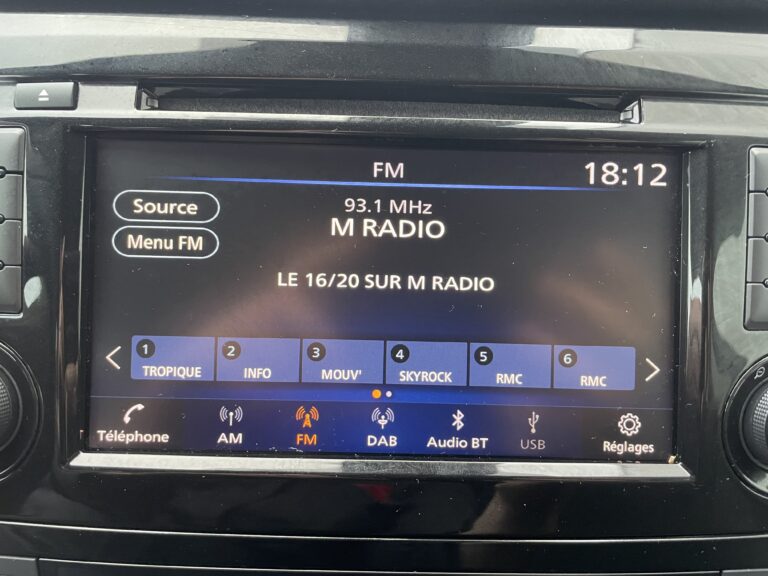 FM
18:12
Source
93.1 MHz
M RADIO
Menu FM
LE 16/20 SUR M RADIO
1 TROPIQUE
2 INFO
3 MOUV'
4 SKYROCK
5 RMC
6 RMC
Téléphone
AM
FM
DAB
Audio BT
USB
Réglages